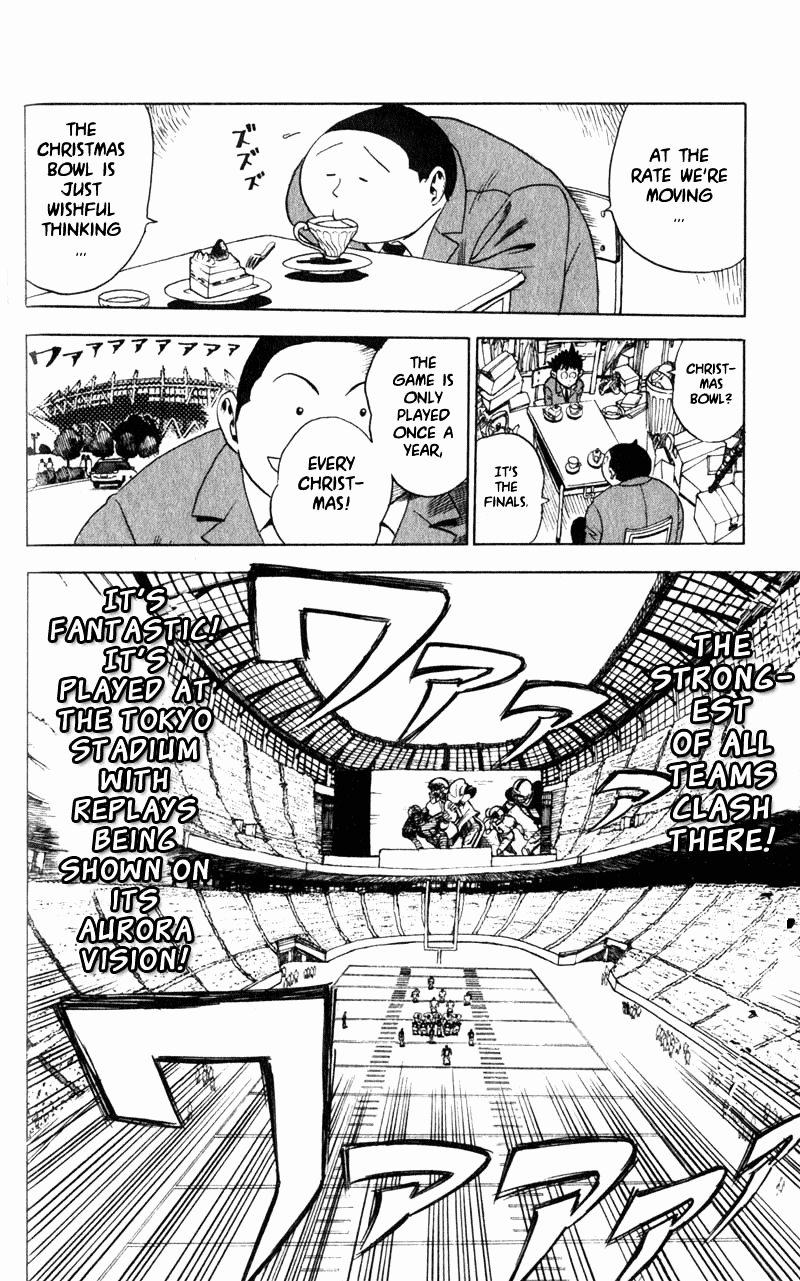 AT THE
RATE WE'RE
MOVING
...
ズズズ
THE
CHRISTMAS
BOWL IS
JUST
WISHFUL
THINKING
...
CHRIST-
MAS
BOWL?
IT'S
THE
FINALS.
THE
GAME IS
ONLY
PLAYED
ONCE A
YEAR,
EVERY
CHRIST-
MAS!
ワァァァァァァ
THE
STRONG-
EST
OF ALL
TEAMS
CLASH
THERE!
ワァァァ
IT'S
FANTASTIC!
IT'S
PLAYED AT
THE TOKYO
STADIUM
WITH
REPLAYS
BEING
SHOWN ON
ITS
AURORA
VISION!
ワァァァァ